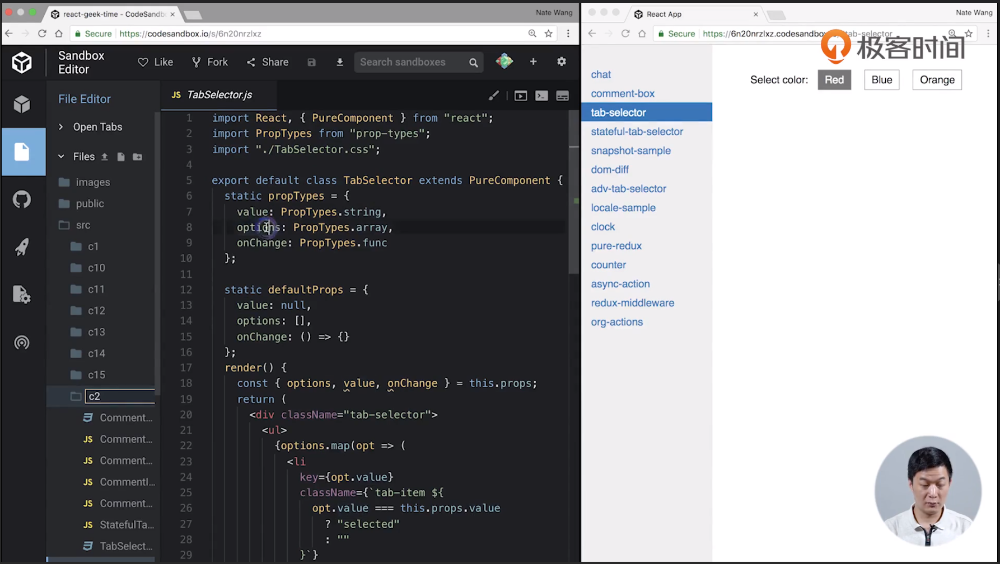 react-geek-time - CodeSandb
Nate Wang
Secure https://codesandbox.io/s/6n20nrzlxz
Sandbox Editor
Like
Fork
Share
Search sandboxes
File Editor
Open Tabs
Files
images
public
src
c1
c10
c11
c12
c13
c14
c15
c2
Comment...
JS Comment...
JS Comment...
JS CommentI...
JS Comment...
JS StatefulTa...
TabSelect...
JS TabSelector.js
1 import React, { PureComponent } from "react";
2 import PropTypes from "prop-types";
3 import "./TabSelector.css";
4
5 export default class TabSelector extends PureComponent {
6 static propTypes = {
7 value: PropTypes.string,
8 options: PropTypes.array,
9 onChange: PropTypes.func
10 };
11
12 static defaultProps = {
13 value: null,
14 options: [],
15 onChange: () => {}
16 };
17 render() {
18 const { options, value, onChange } = this.props;
19 return (
20 <div className="tab-selector">
21 <ul>
22 {options.map(opt => (
23 <li
24 key={opt.value}
25 className={`tab-item ${
26 opt.value === this.props.value
27 ? "selected"
28 : ""
29 }`}
React App
Nate Wang
Secure https://6n20nrzlxz.codesandbox. tab-selector
极客时间
chat
comment-box
tab-selector
stateful-tab-selector
snapshot-sample
dom-diff
adv-tab-selector
locale-sample
clock
pure-redux
counter
async-action
redux-middleware
org-actions
Select color: Red Blue Orange